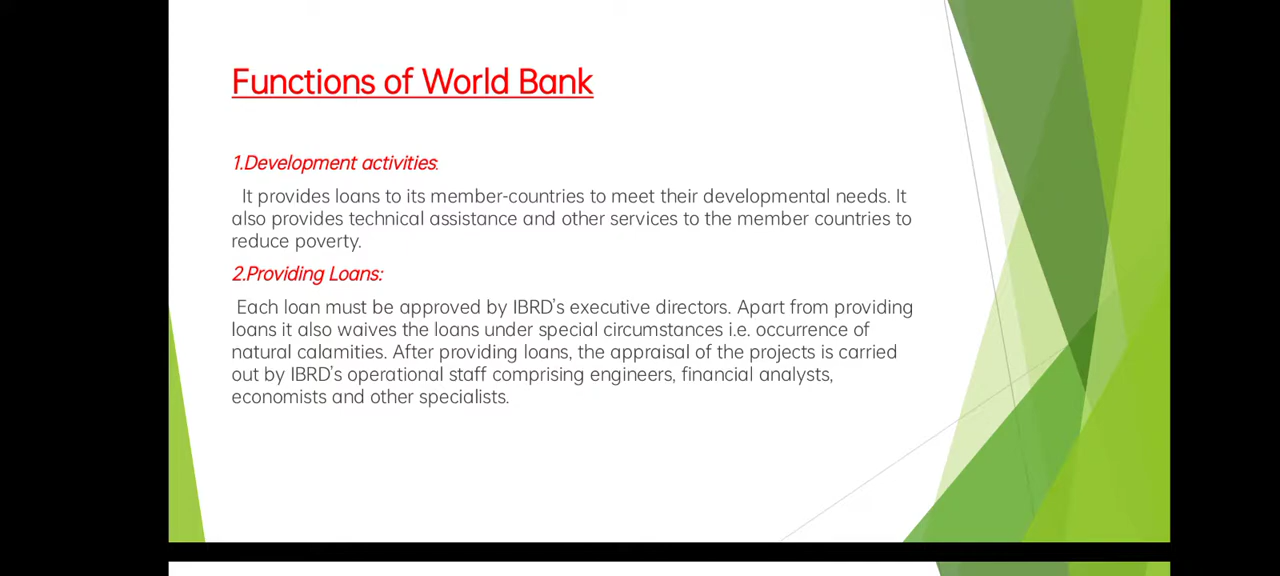 Functions of World Bank
1.Development activities:
It provides loans to its member-countries to meet their developmental needs. It
also provides technical assistance and other services to the member countries to
reduce poverty.
2.Providing Loans:
Each loan must be approved by IBRD's executive directors. Apart from providing
loans it also waives the loans under special circumstances i.e. occurrence of
natural calamities. After providing loans, the appraisal of the projects is carried
out by IBRD's operational staff comprising engineers, financial analysts,
economists and other specialists.